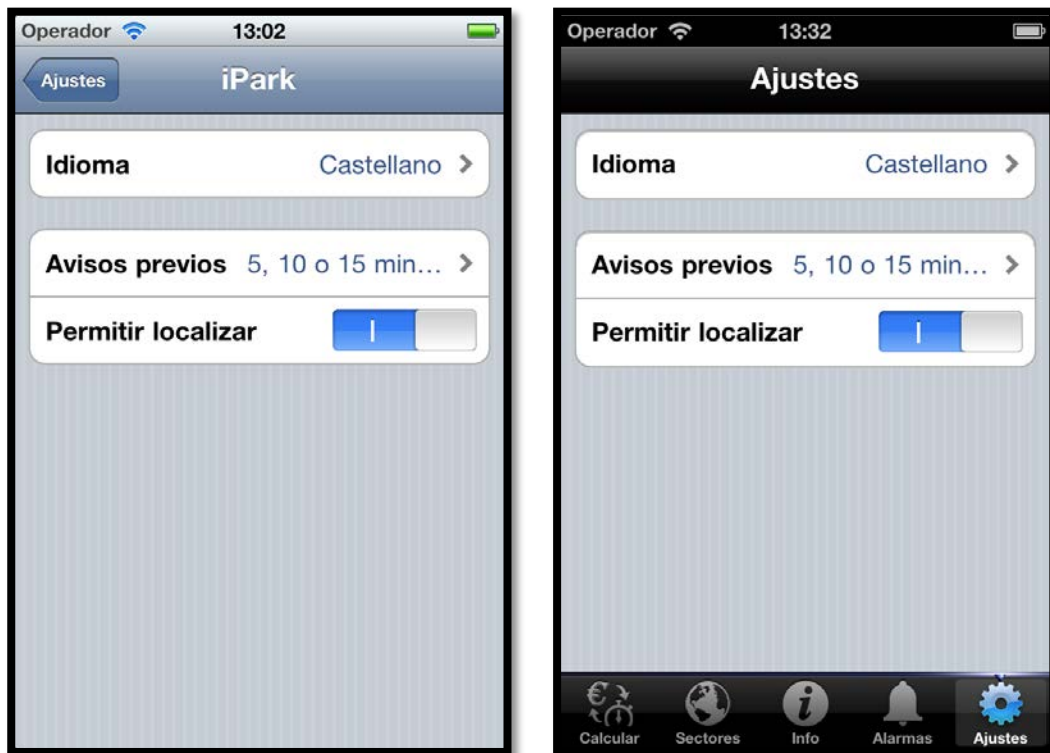 Operador 13:02
Ajustes iPark
Idioma Castellano
Avisos previos 5, 10 o 15 min...
Permitir localizar
Operador 13:32
Ajustes
Idioma Castellano
Avisos previos 5, 10 o 15 min...
Permitir localizar
Calcular Sectores Info Alarmas Ajustes